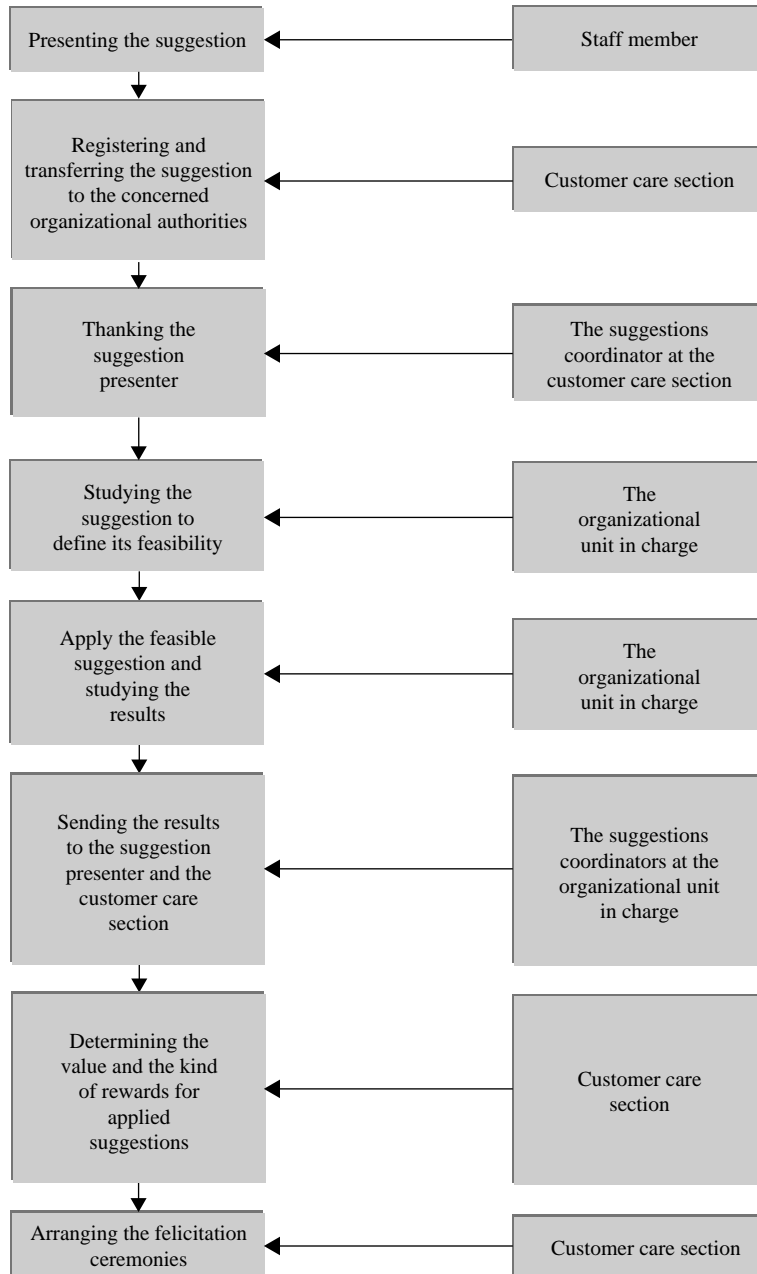 Presenting the suggestion
Staff member
Registering and
transferring the suggestion
to the concerned
organizational authorities
Customer care section
Thanking the
suggestion
presenter
The suggestions
coordinator at the
customer care section
Studying the
suggestion to
define its feasibility
The
organizational
unit in charge
Apply the feasible
suggestion and
studying the
results
The
organizational
unit in charge
Sending the results
to the suggestion
presenter and the
customer care
section
The suggestions
coordinators at the
organizational unit
in charge
Determining the
value and the kind
of rewards for
applied
suggestions
Customer care
section
Arranging the felicitation
ceremonies
Customer care section